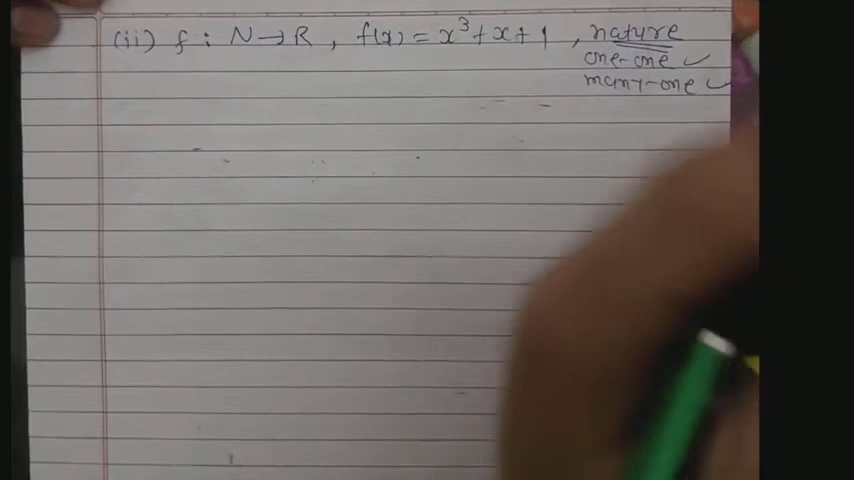 (ii) f : N → R , f(x) = x³ + x + 1 , nature
one-one ✓
many-one ✓